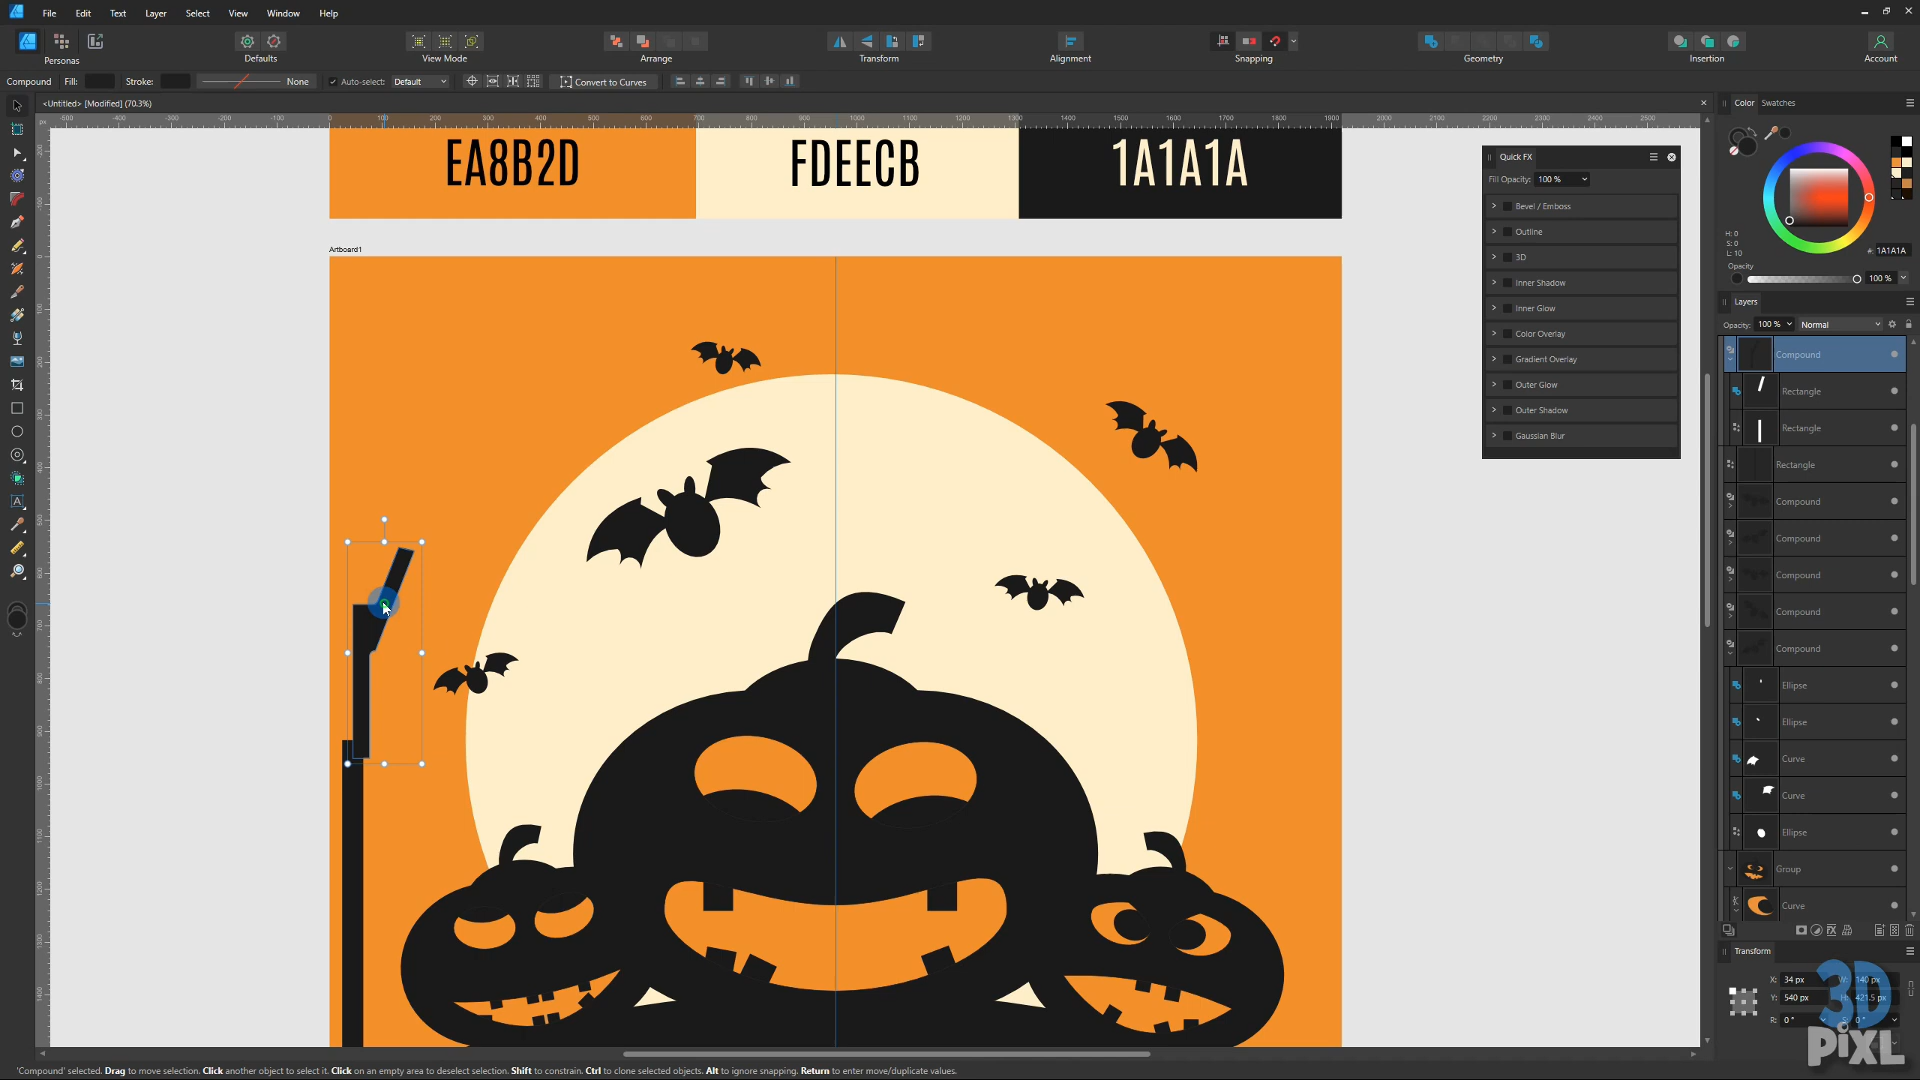 File Edit Text Layer Select View Window Help
Personas Defaults View Mode Arrange Transform Alignment Snapping Geometry Insertion Account
Compound Fill: Stroke: None Auto-select: Default Convert to Curves
<Untitled> [Modified] (70.3%)
Color Swatches
EA8B2D FDEECB 1A1A1A
Artboard1
Quick FX
Fill Opacity: 100 %
Bevel / Emboss
Outline
3D
Inner Shadow
Inner Glow
Color Overlay
Gradient Overlay
Outer Glow
Outer Shadow
Gaussian Blur
H: 0
S: 0
L: 10
#: 1A1A1A
Opacity
100 %
Layers
Opacity: 100 % Normal
Compound
Rectangle
Rectangle
Rectangle
Compound
Compound
Compound
Compound
Compound
Ellipse
Ellipse
Curve
Curve
Ellipse
Group
Curve
Transform
X: 34 px W: 140 px
Y: 540 px H: 421.5 px
R: 0 ° S: 0 °
3D
PiXL
'Compound' selected. Drag to move selection. Click another object to select it. Click on an empty area to deselect selection. Shift to constrain. Ctrl to clone selected objects. Alt to ignore snapping. Return to enter move/duplicate values.